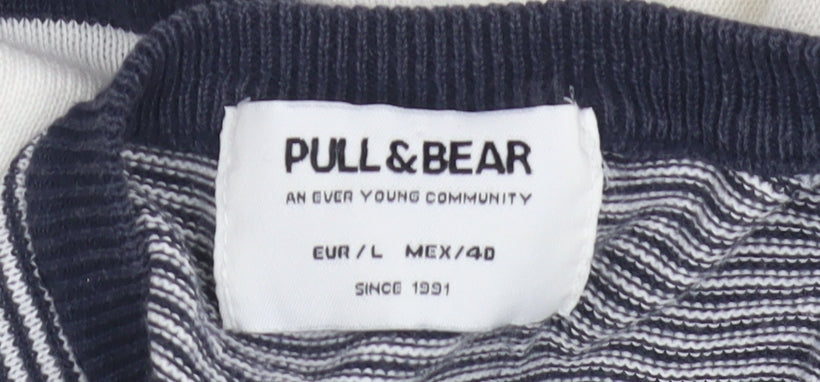 PULL&BEAR
AN EVER YOUNG COMMUNITY
EUR/L MEX/40
SINCE 1991